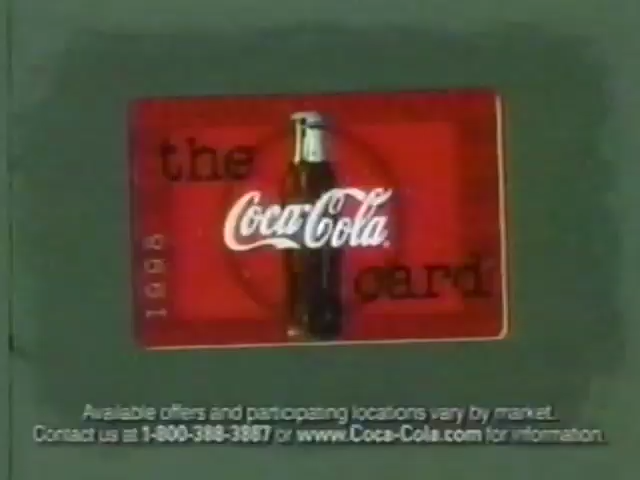 the
Coca-Cola
card
1998
Available offers and participating locations vary by market.
Contact us at 1-800-388-3887 or www.Coca-Cola.com for information.